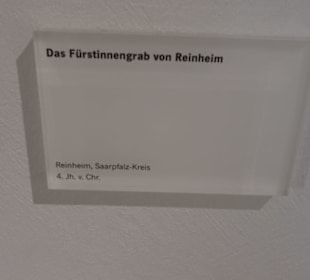 Das Fürstinnengrab von Reinheim
Reinheim, Saarpfalz-Kreis
4. Jh. v. Chr.